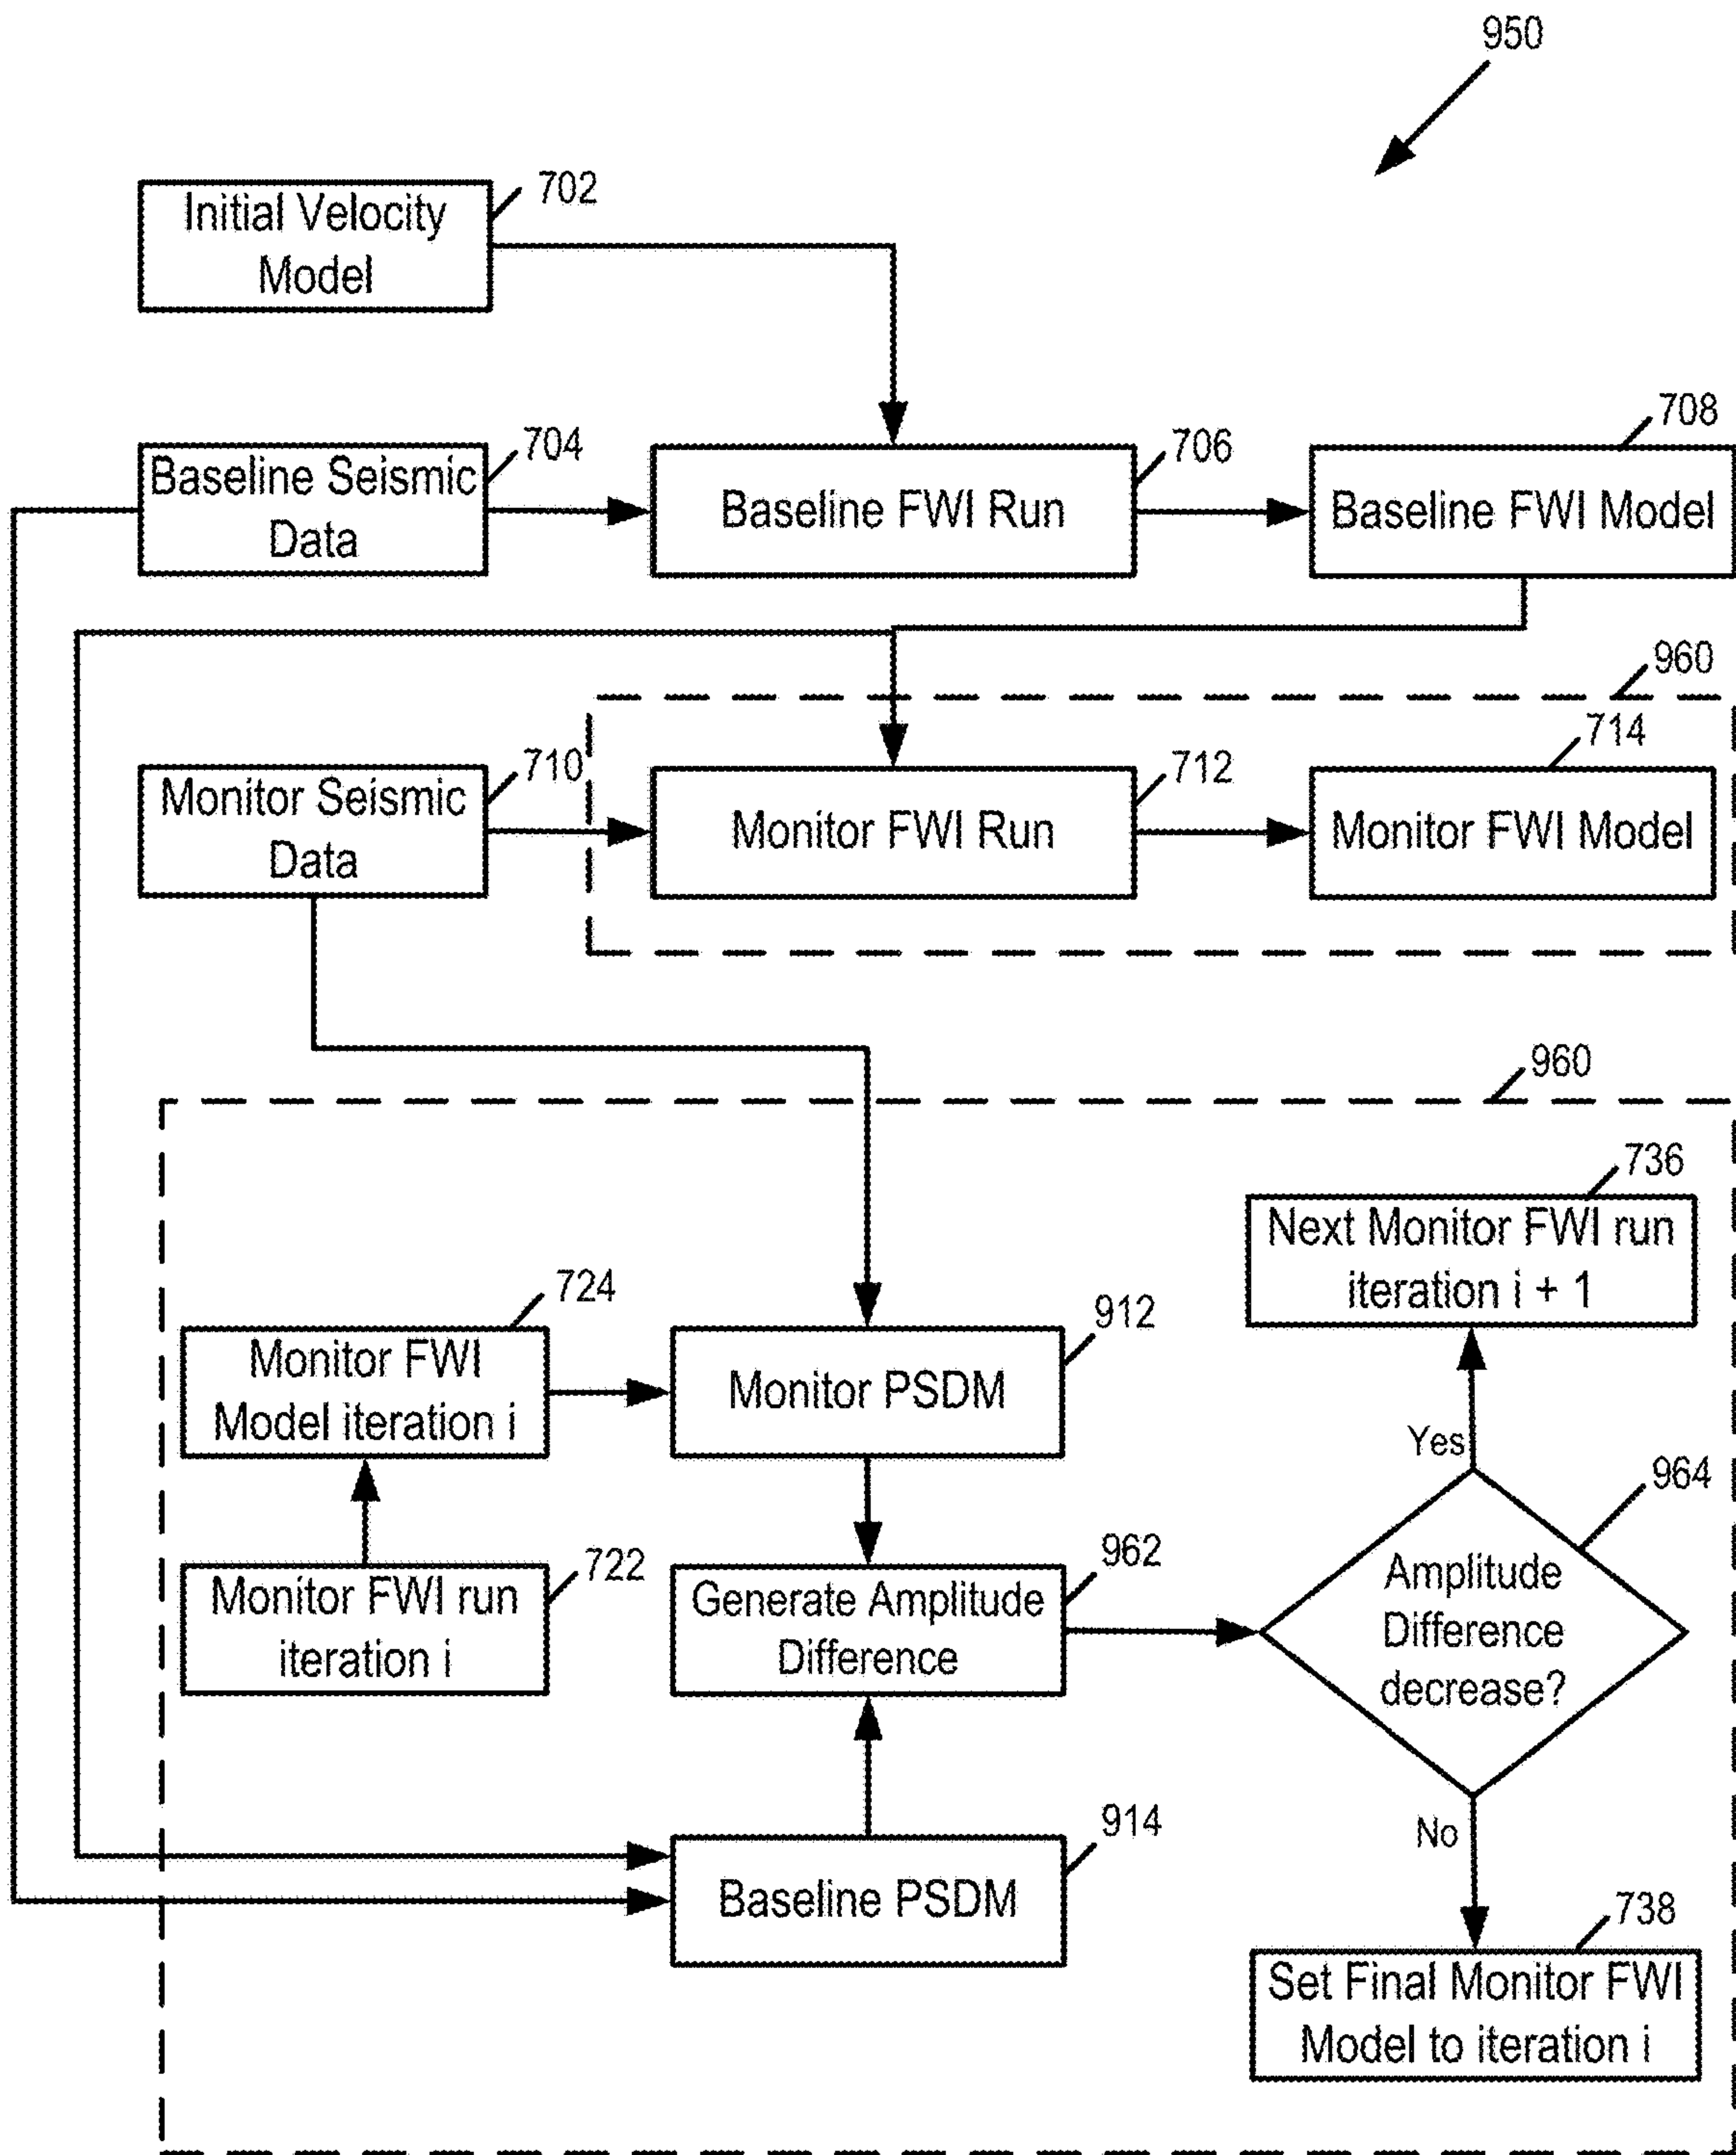 950
702
Initial Velocity
Model
704
Baseline Seismic
Data
706
Baseline FWI Run
708
Baseline FWI Model
960
710
Monitor Seismic
Data
712
Monitor FWI Run
714
Monitor FWI Model
960
736
Next Monitor FWI run
iteration i + 1
724
Monitor FWI
Model iteration i
912
Monitor PSDM
Yes
964
Amplitude
Difference
decrease?
722
Monitor FWI run
iteration i
962
Generate Amplitude
Difference
No
914
Baseline PSDM
738
Set Final Monitor FWI
Model to iteration i